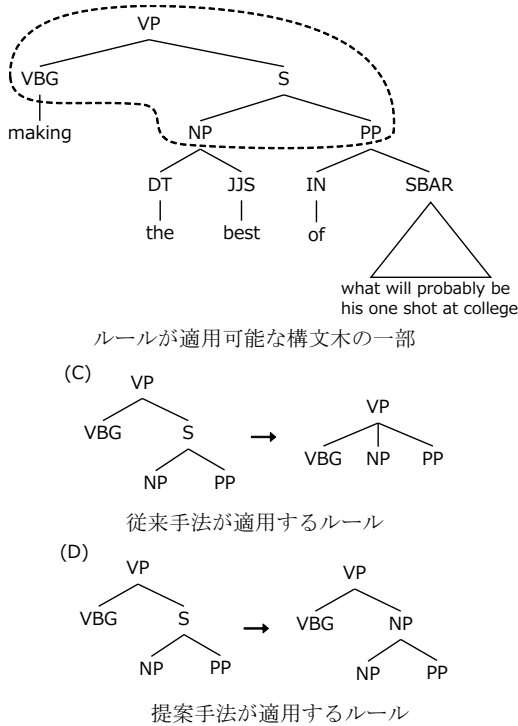 VP
VBG S
making NP PP
DT JJS IN SBAR
the best of
what will probably be
his one shot at college
ルールが適用可能な構文木の一部
(C)
VP
VP
VBG S → VBG NP PP
NP PP
従来手法が適用するルール
(D)
VP VP
VBG S → VBG NP
NP PP NP PP
提案手法が適用するルール